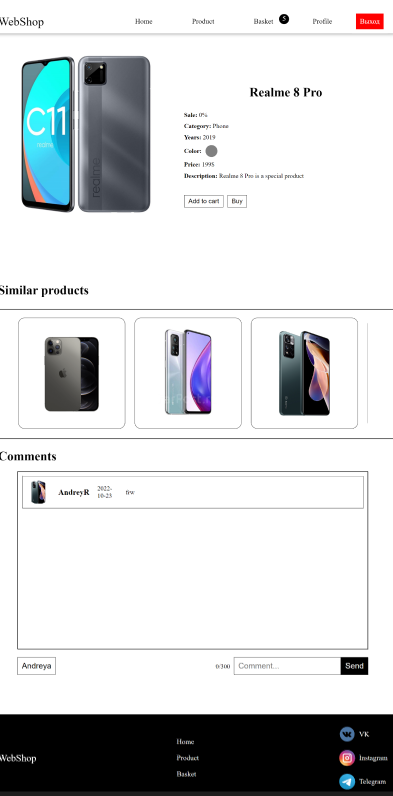 WebShop
Home
Product
Basket
5
Profile
Выход
C11
realme
realme
Realme 8 Pro
Sale: 0%
Category: Phone
Years: 2019
Color:
Price: 199$
Description: Realme 8 Pro is a special product
Add to cart
Buy
Similar products
Comments
AndreyR
2022-
10-23
Andreya
0/300
Comment...
Send
WebShop
Home
Product
Basket
VK
Instagram
Telegram